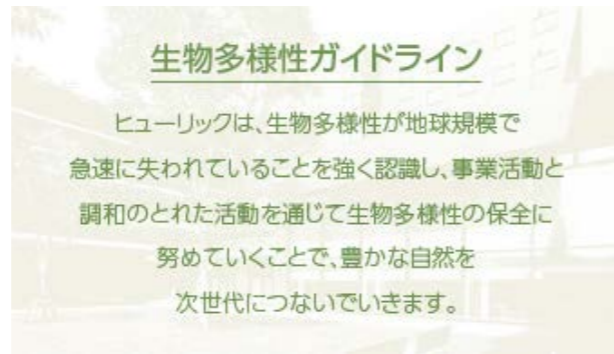 生物多様性ガイドライン
ヒューリックは、生物多様性が地球規模で
急速に失われていることを強く認識し、事業活動と
調和のとれた活動を通じて生物多様性の保全に
努めていくことで、豊かな自然を
次世代につないでいきます。